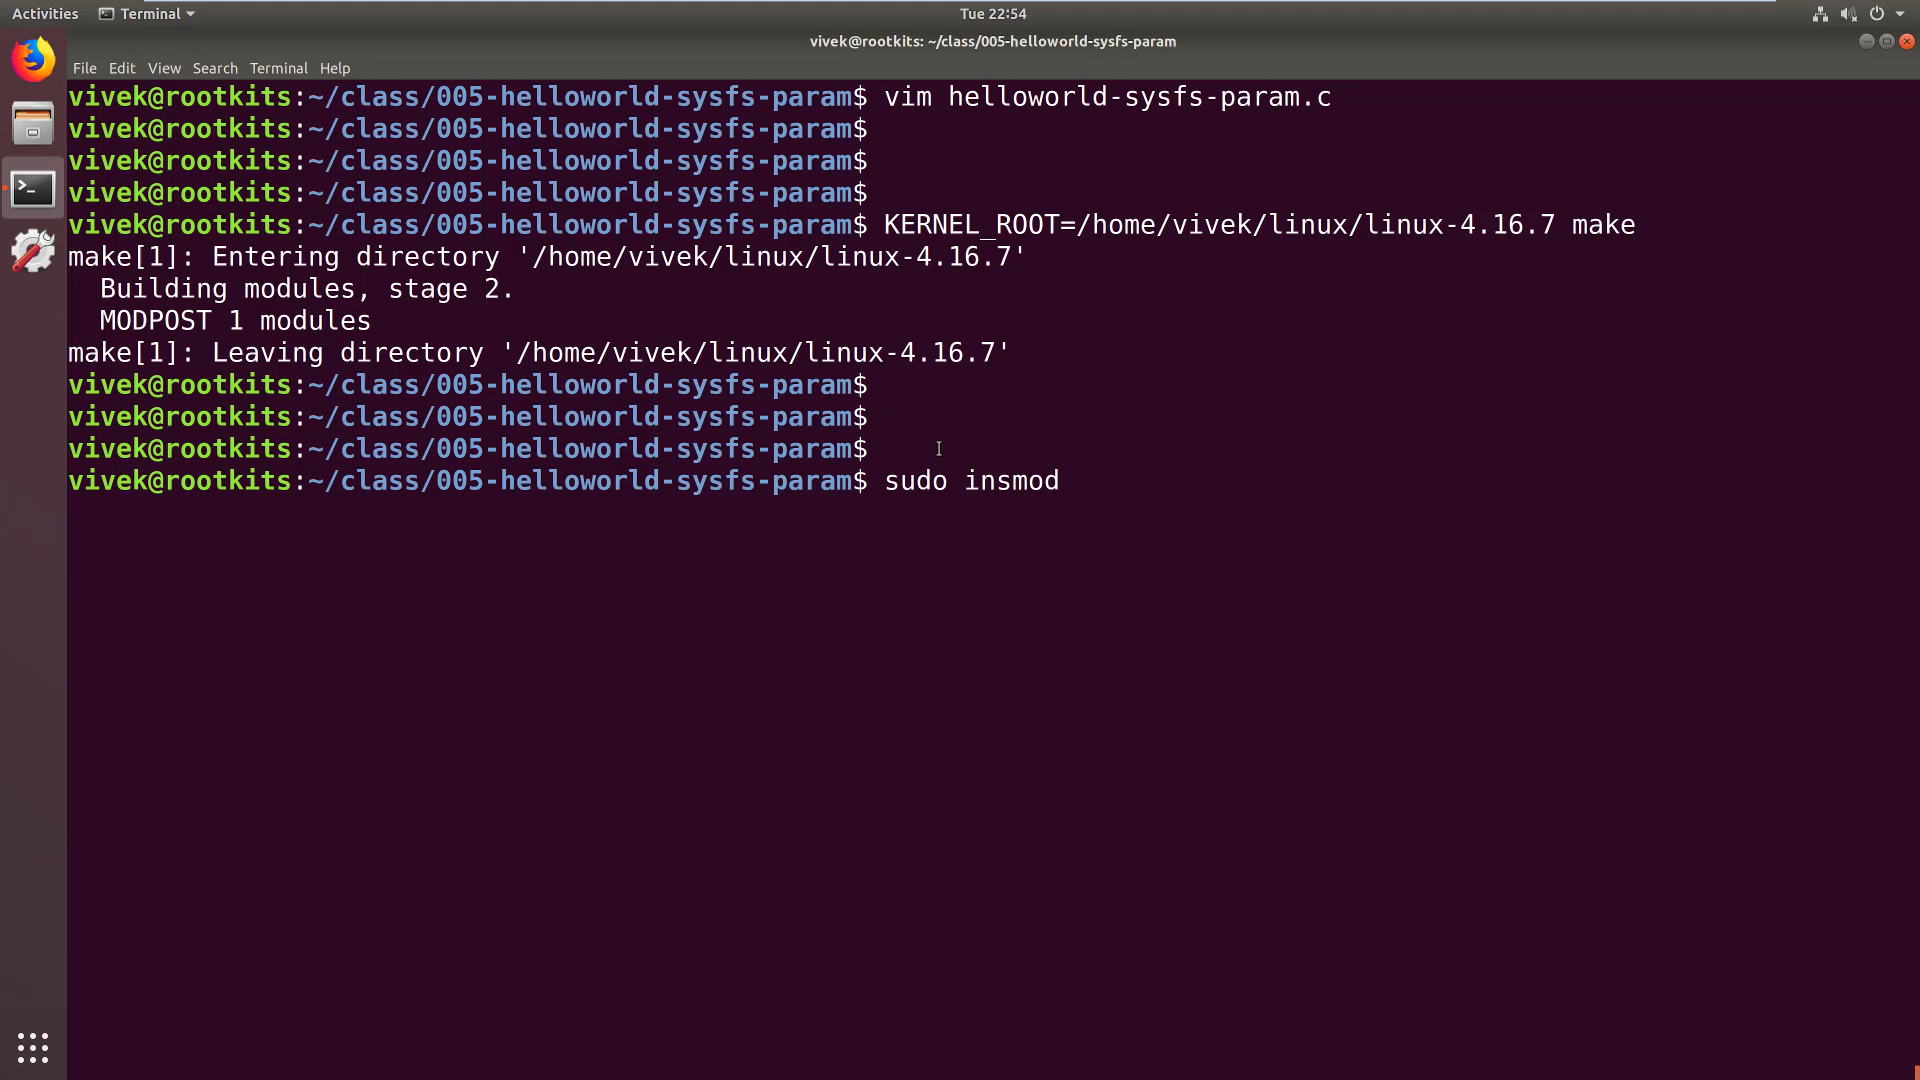 Activities Terminal Tue 22:54
vivek@rootkits: ~/class/005-helloworld-sysfs-param
File Edit View Search Terminal Help
vivek@rootkits:~/class/005-helloworld-sysfs-param$ vim helloworld-sysfs-param.c
vivek@rootkits:~/class/005-helloworld-sysfs-param$
vivek@rootkits:~/class/005-helloworld-sysfs-param$
vivek@rootkits:~/class/005-helloworld-sysfs-param$
vivek@rootkits:~/class/005-helloworld-sysfs-param$ KERNEL_ROOT=/home/vivek/linux/linux-4.16.7 make
make[1]: Entering directory '/home/vivek/linux/linux-4.16.7'
  Building modules, stage 2.
  MODPOST 1 modules
make[1]: Leaving directory '/home/vivek/linux/linux-4.16.7'
vivek@rootkits:~/class/005-helloworld-sysfs-param$
vivek@rootkits:~/class/005-helloworld-sysfs-param$
vivek@rootkits:~/class/005-helloworld-sysfs-param$
vivek@rootkits:~/class/005-helloworld-sysfs-param$ sudo insmod